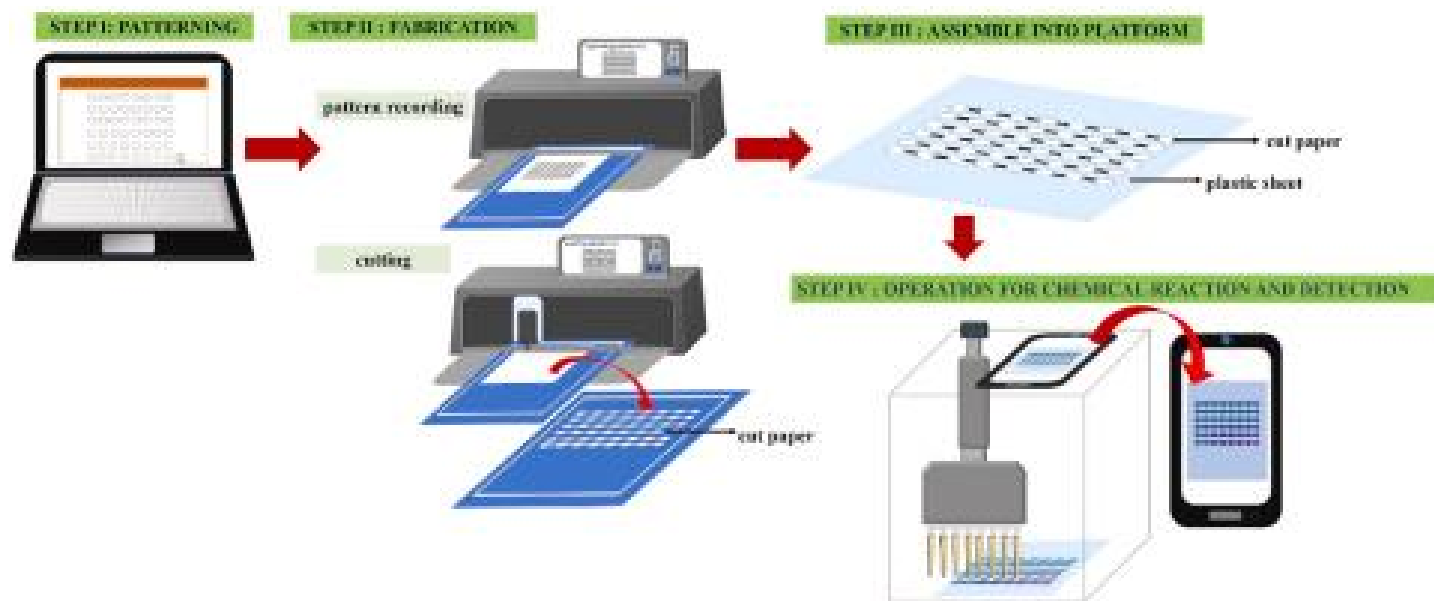 STEP I: PATTERNING
STEP II : FABRICATION
pattern recording
cutting
cut paper
STEP III : ASSEMBLE INTO PLATFORM
cut paper
plastic sheet
STEP IV : OPERATION FOR CHEMICAL REACTION AND DETECTION